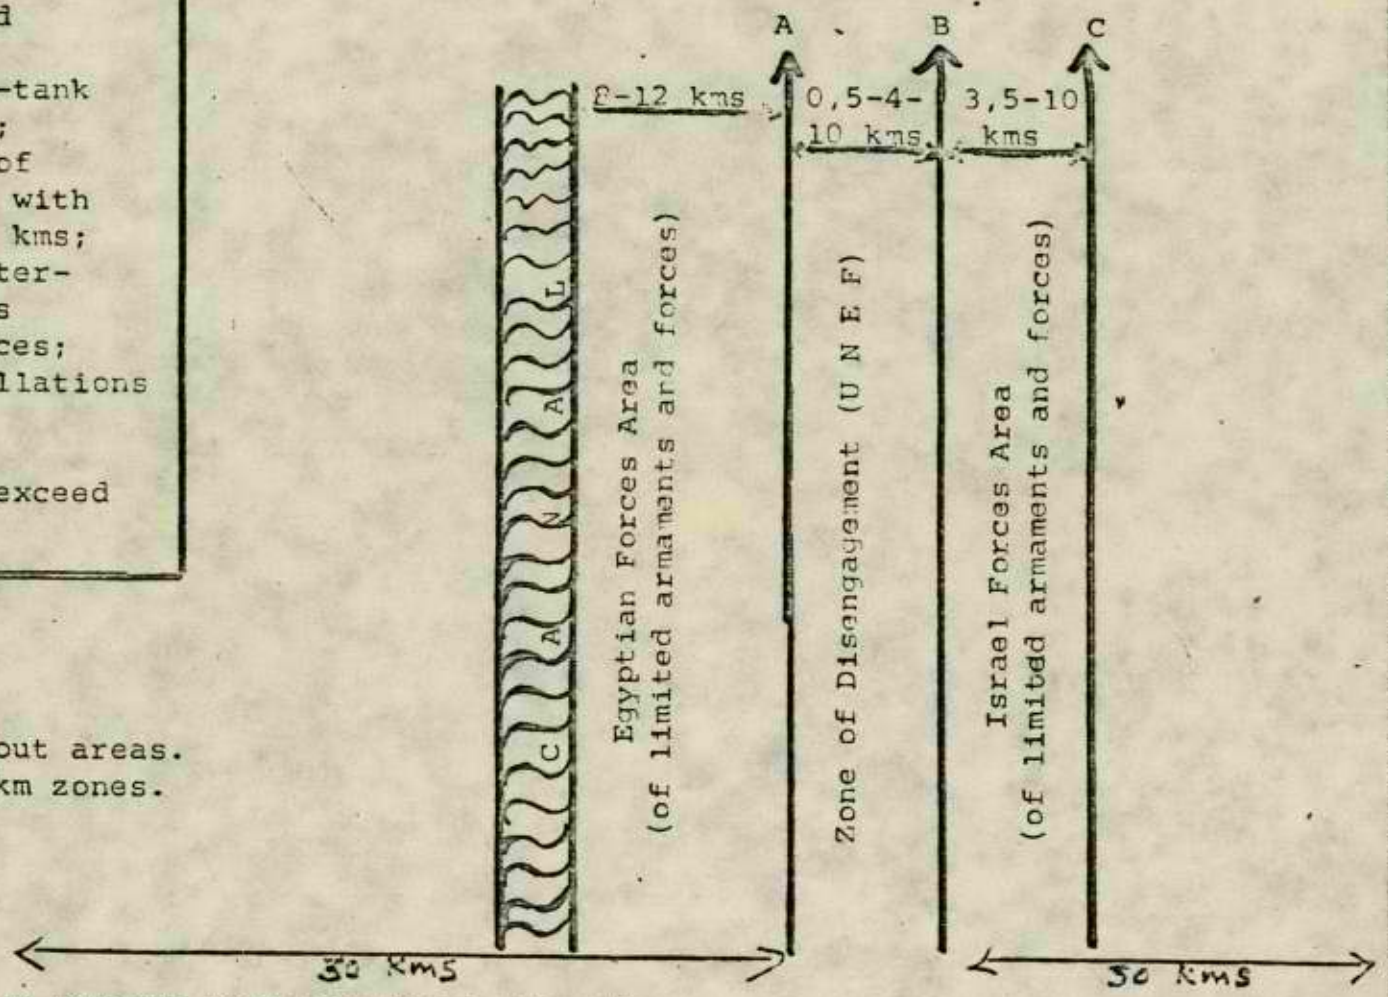 d
-tank
;
of
with
kms;
ter-
s
ces;
llations
exceed
out areas.
km zones.
A
B
C
8-12 kms
0,5-4-
10 kms
3,5-10
kms
C A N A L
Egyptian Forces Area
(of limited armaments and forces)
Zone of Disengagement (U N E F)
Israel Forces Area
(of limited armaments and forces)
30 Kms
30 Kms